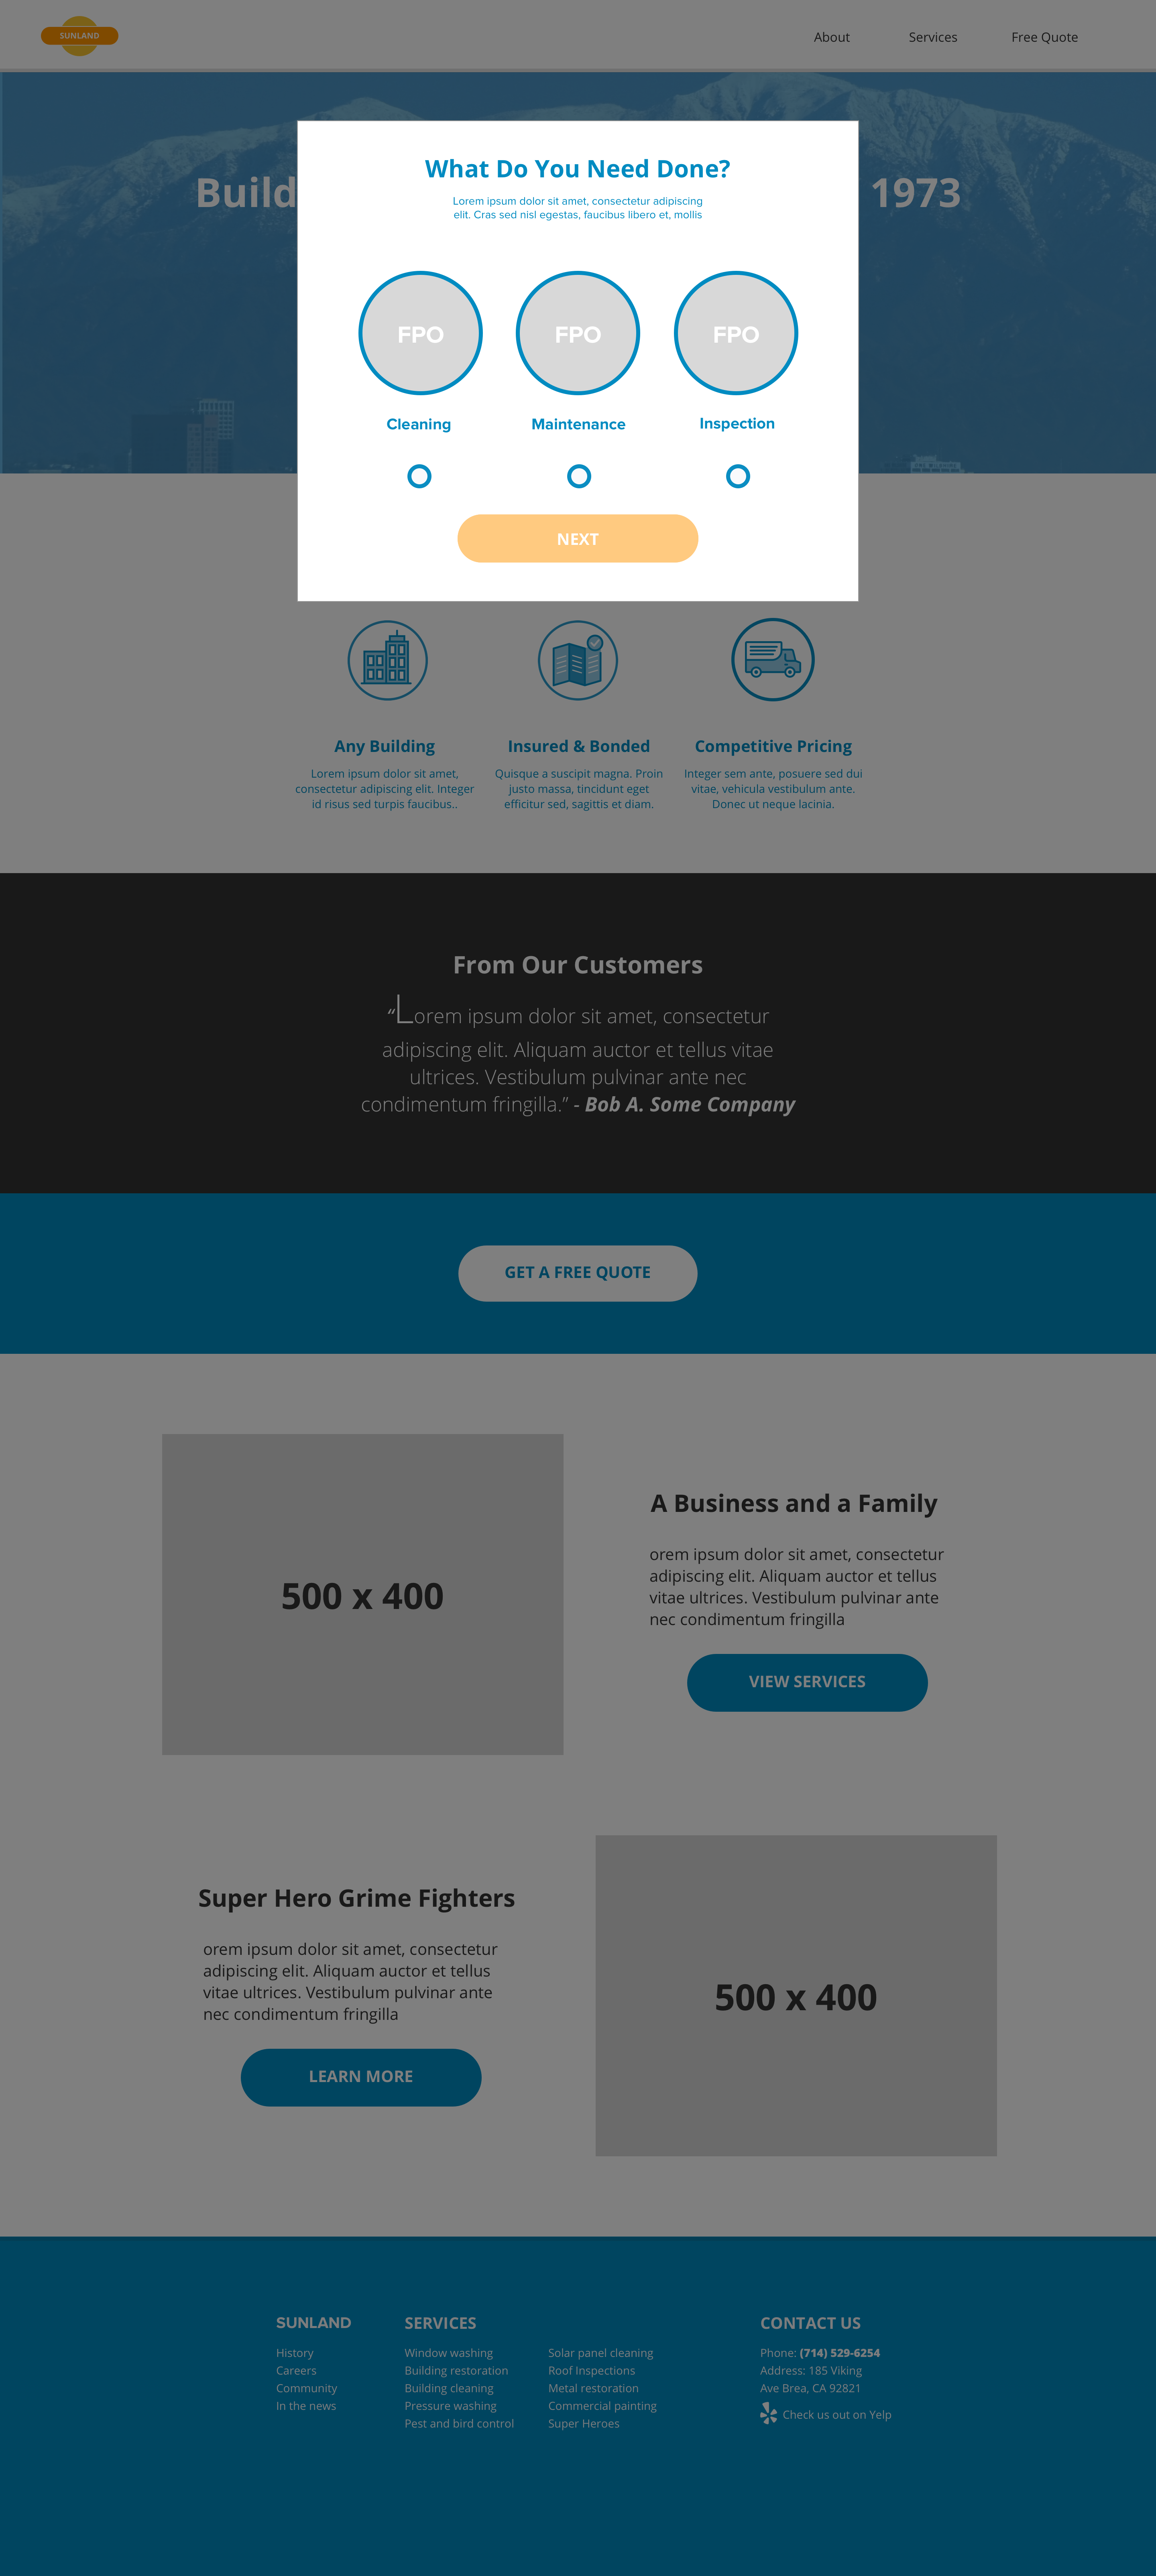 SUNLAND
About Services Free Quote
Build 1973
What Do You Need Done?
Lorem ipsum dolor sit amet, consectetur adipiscing
elit. Cras sed nisl egestas, faucibus libero et, mollis
FPO FPO FPO
Cleaning Maintenance Inspection
NEXT
Any Building
Lorem ipsum dolor sit amet,
consectetur adipiscing elit. Integer
id risus sed turpis faucibus..
Insured & Bonded
Quisque a suscipit magna. Proin
justo massa, tincidunt eget
efficitur sed, sagittis et diam.
Competitive Pricing
Integer sem ante, posuere sed dui
vitae, vehicula vestibulum ante.
Donec ut neque lacinia.
From Our Customers
“Lorem ipsum dolor sit amet, consectetur
adipiscing elit. Aliquam auctor et tellus vitae
ultrices. Vestibulum pulvinar ante nec
condimentum fringilla.” - Bob A. Some Company
GET A FREE QUOTE
500 x 400
A Business and a Family
orem ipsum dolor sit amet, consectetur
adipiscing elit. Aliquam auctor et tellus
vitae ultrices. Vestibulum pulvinar ante
nec condimentum fringilla
VIEW SERVICES
Super Hero Grime Fighters
orem ipsum dolor sit amet, consectetur
adipiscing elit. Aliquam auctor et tellus
vitae ultrices. Vestibulum pulvinar ante
nec condimentum fringilla
LEARN MORE
500 x 400
SUNLAND
History
Careers
Community
In the news
SERVICES
Window washing
Building restoration
Building cleaning
Pressure washing
Pest and bird control
Solar panel cleaning
Roof Inspections
Metal restoration
Commercial painting
Super Heroes
CONTACT US
Phone: (714) 529-6254
Address: 185 Viking
Ave Brea, CA 92821
Check us out on Yelp